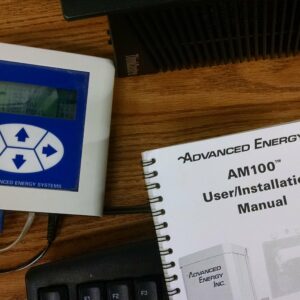 ADVANCED ENERGY SYSTEMS
ADVANCED ENERGY
AM100™
User/Installation
Manual
ADVANCED
ENERGY
INC.
F1
F2
F3